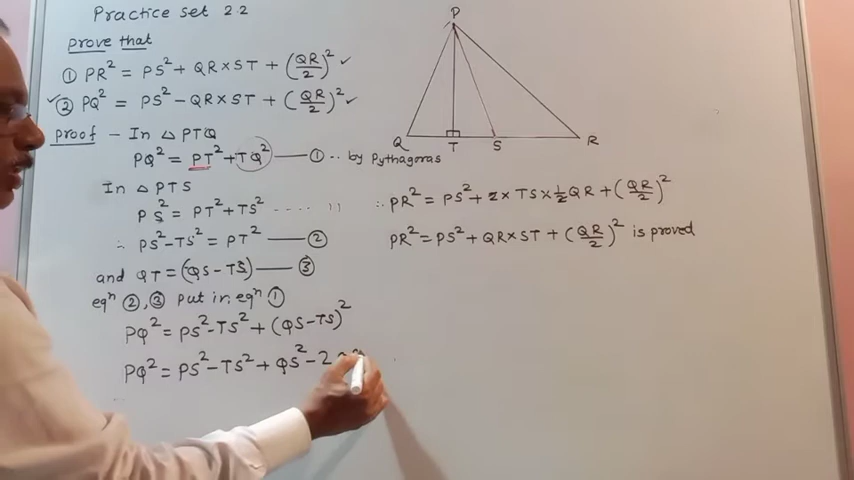 Practice set 2.2
prove that
① PR² = PS² + QR×ST + (QR/2)² ✓
✓② PQ² = PS² − QR×ST + (QR/2)² ✓
proof - In △PTQ
PQ² = PT² + TQ² —— ① .. by Pythagoras
In △PTS
PS² = PT² + TS² ..... ,,
∴ PS² − TS² = PT² —— ②
and QT = (QS − TS) —— ③
eqⁿ ②,③ put in eqⁿ ①
PQ² = PS² − TS² + (QS − TS)²
PQ² = PS² − TS² + QS² − 2
P
Q
T
S
R
∴ PR² = PS² + 2 × TS × ½ QR + (QR/2)²
PR² = PS² + QR×ST + (QR/2)² is proved